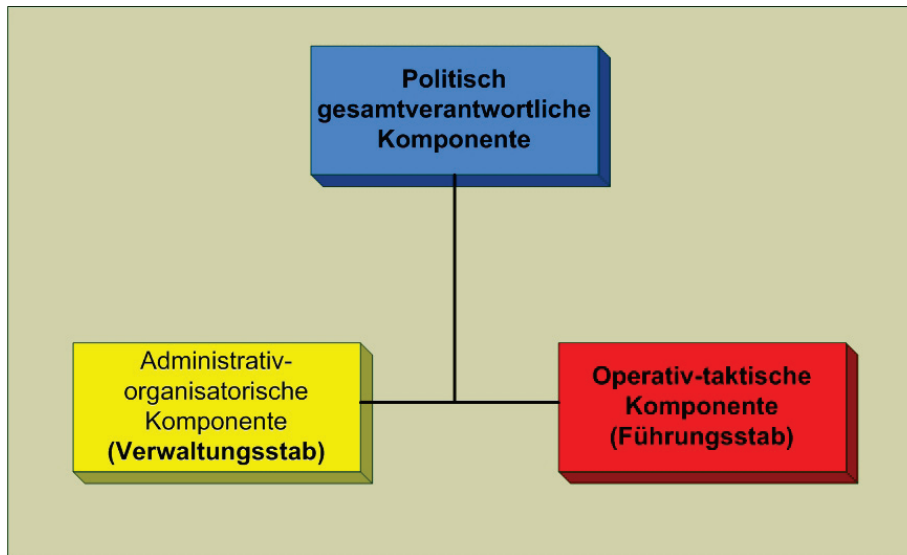 Politisch
gesamtverantwortliche
Komponente
Administrativ-
organisatorische
Komponente
(Verwaltungsstab)
Operativ-taktische
Komponente
(Führungsstab)